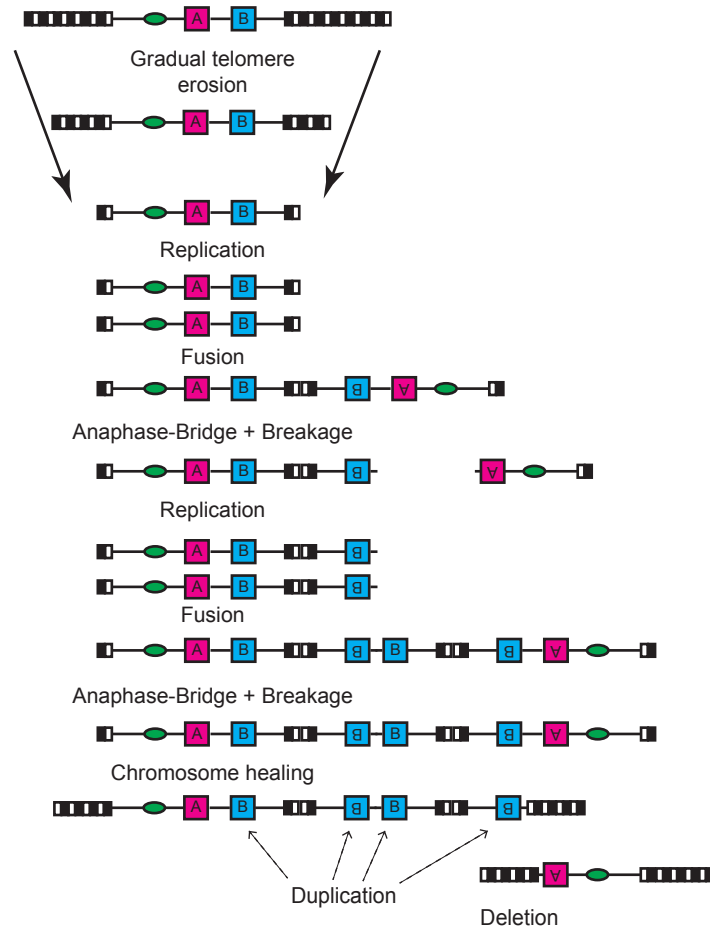 A B
Gradual telomere
erosion
A B
A B
Replication
A B
A B
Fusion
A B B A
Anaphase-Bridge + Breakage
A B B A
Replication
A B B
A B B
Fusion
A B B B B A
Anaphase-Bridge + Breakage
A B B B B A
Chromosome healing
A B B B B
Duplication
A
Deletion